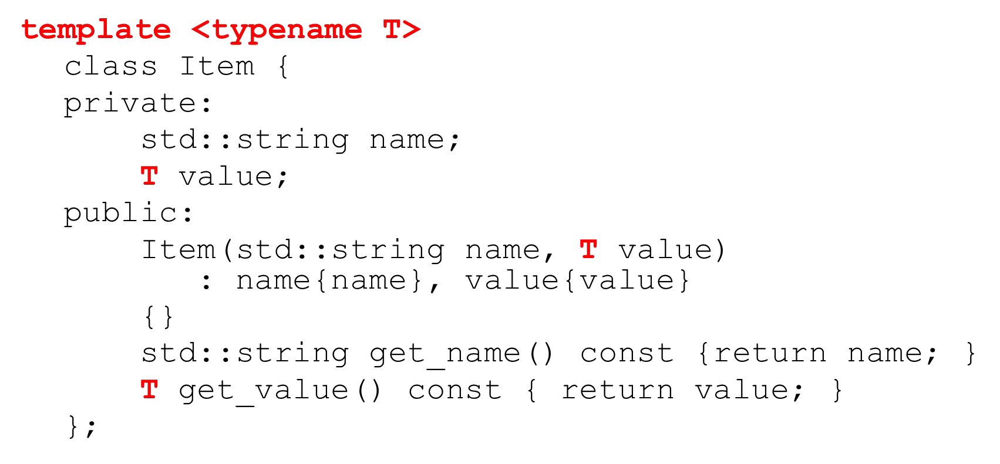 template <typename T>
class Item {
private:
std::string name;
T value;
public:
Item(std::string name, T value)
: name{name}, value{value}
{}
std::string get_name() const {return name; }
T get_value() const { return value; }
};